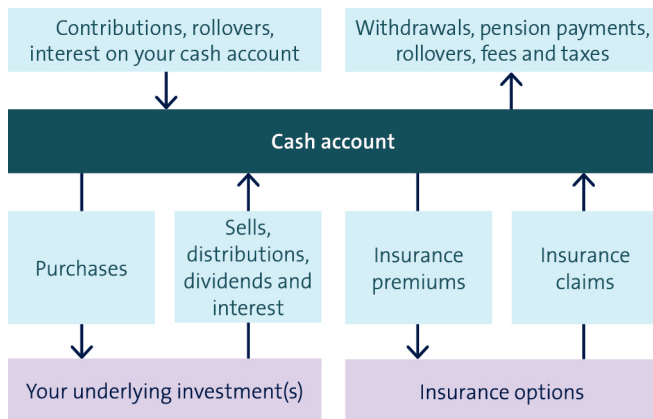 Contributions, rollovers,
interest on your cash account
Withdrawals, pension payments,
rollovers, fees and taxes
Cash account
Purchases
Sells,
distributions,
dividends and
interest
Insurance
premiums
Insurance
claims
Your underlying investment(s)
Insurance options